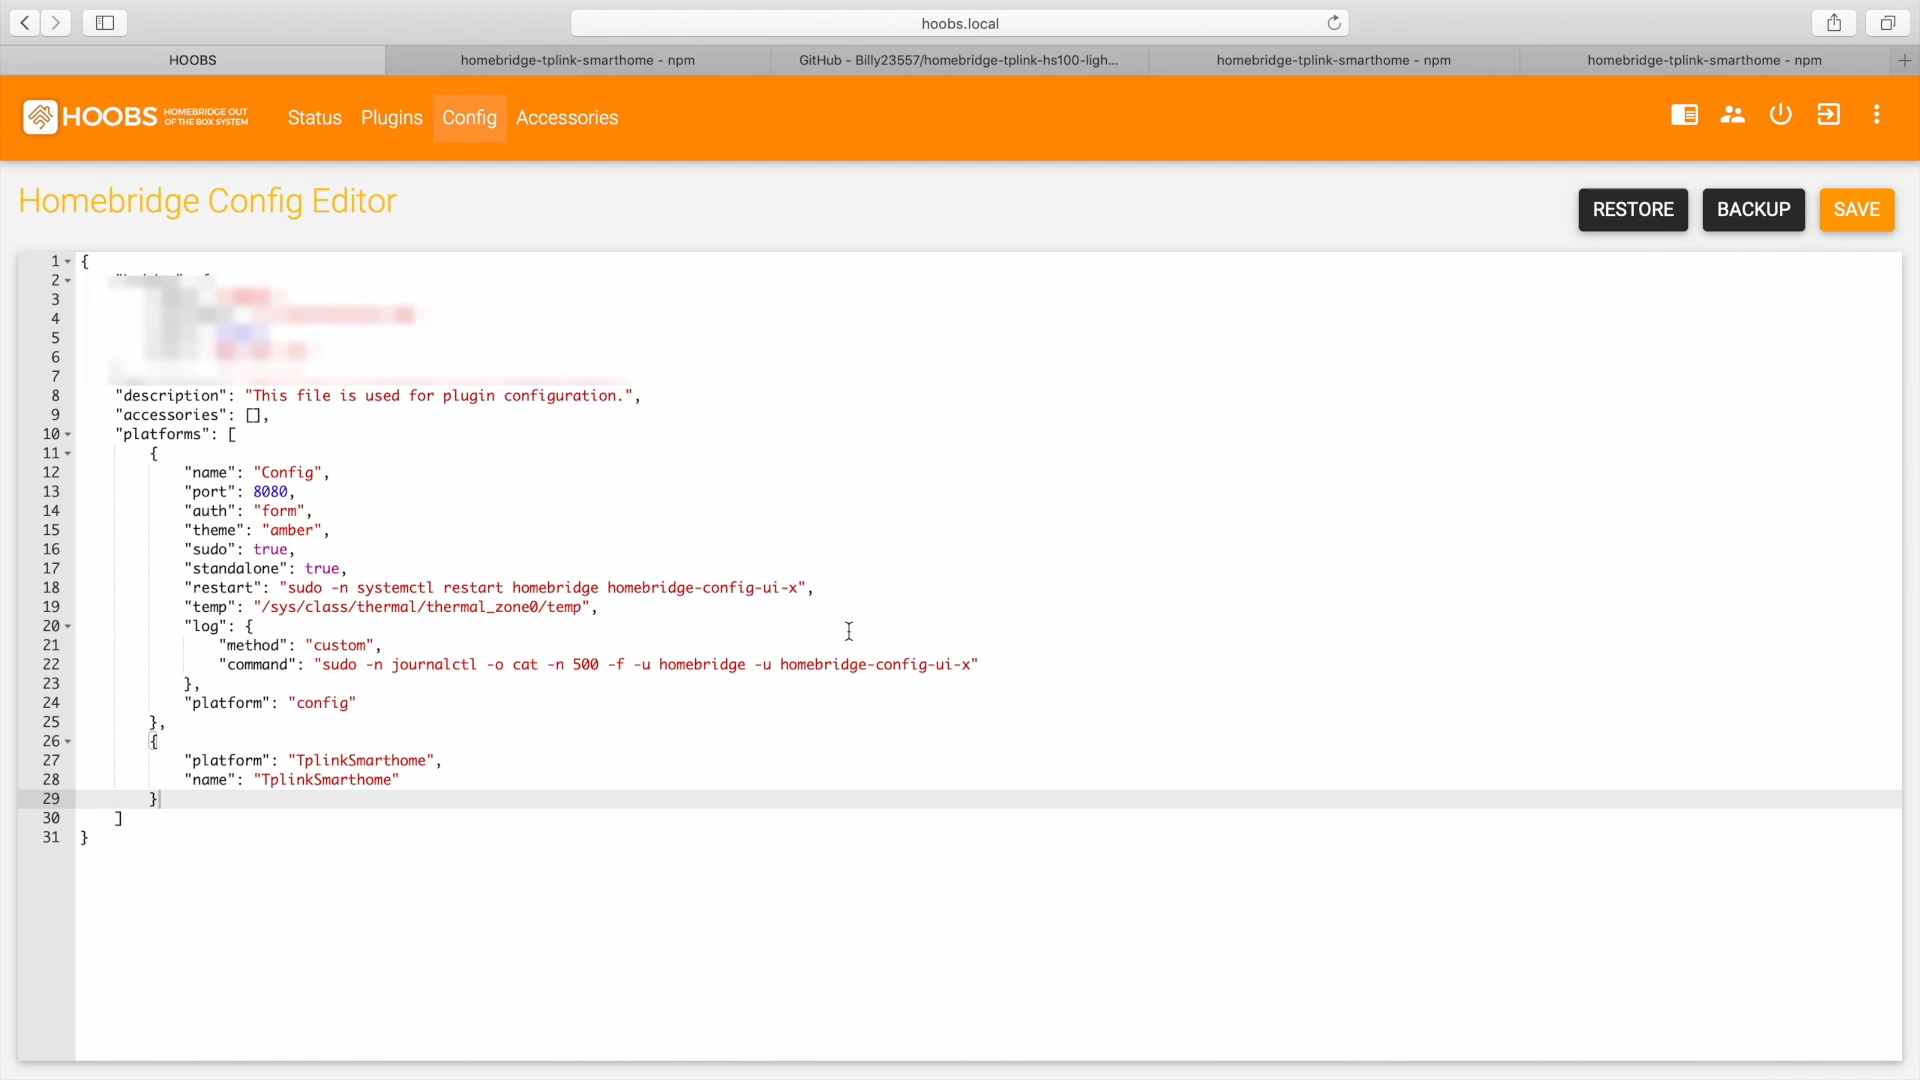 hoobs.local
HOOBS
homebridge-tplink-smarthome - npm
GitHub - Billy23557/homebridge-tplink-hs100-ligh...
homebridge-tplink-smarthome - npm
homebridge-tplink-smarthome - npm
HOOBS HOMEBRIDGE OUT OF THE BOX SYSTEM
Status Plugins Config Accessories
Homebridge Config Editor
RESTORE BACKUP SAVE
1 {
2
3
4
5
6
7
8 "description": "This file is used for plugin configuration.",
9 "accessories": [],
10 "platforms": [
11 {
12 "name": "Config",
13 "port": 8080,
14 "auth": "form",
15 "theme": "amber",
16 "sudo": true,
17 "standalone": true,
18 "restart": "sudo -n systemctl restart homebridge homebridge-config-ui-x",
19 "temp": "/sys/class/thermal/thermal_zone0/temp",
20 "log": {
21 "method": "custom",
22 "command": "sudo -n journalctl -o cat -n 500 -f -u homebridge -u homebridge-config-ui-x"
23 },
24 "platform": "config"
25 },
26 {
27 "platform": "TplinkSmarthome",
28 "name": "TplinkSmarthome"
29 }
30 ]
31 }